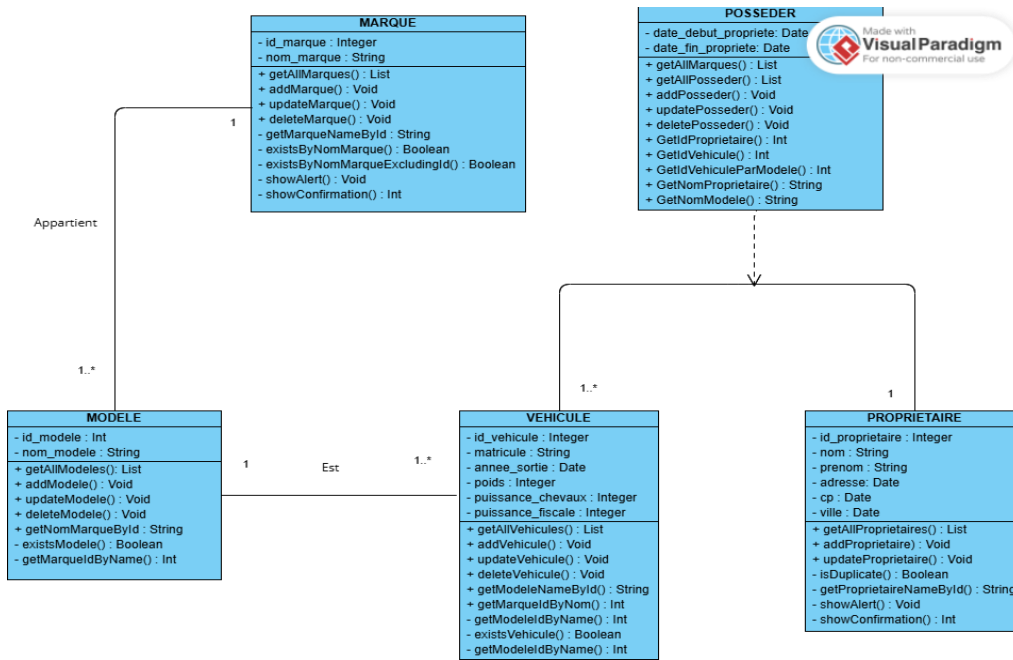 MARQUE
- id_marque : Integer
- nom_marque : String
+ getAllMarques() : List
+ addMarque() : Void
+ updateMarque() : Void
+ deleteMarque() : Void
- getMarqueNameById : String
- existsByNomMarque() : Boolean
- existsByNomMarqueExcludingId() : Boolean
- showAlert() : Void
- showConfirmation() : Int
POSSEDER
- date_debut_propriete: Date
- date_fin_propriete: Date
+ getAllMarques() : List
+ getAllPosseder() : List
+ addPosseder() : Void
+ updatePosseder() : Void
+ deletePosseder() : Void
+ GetIdProprietaire() : Int
+ GetIdVehicule() : Int
+ GetIdVehiculeParModele() : Int
+ GetNomProprietaire() : String
+ GetNomModele() : String
Made with
Visual Paradigm
For non-commercial use
1
Appartient
1..*
1..*
1
MODELE
- id_modele : Int
- nom_modele : String
+ getAllModeles(): List
+ addModele() : Void
+ updateModele() : Void
+ deleteModele() : Void
+ getNomMarqueById : String
- existsModele() : Boolean
- getMarqueIdByName() : Int
1
Est
1..*
VEHICULE
- id_vehicule : Integer
- matricule : String
- annee_sortie : Date
- poids : Integer
- puissance_chevaux : Integer
- puissance_fiscale : Integer
+ getAllVehicules() : List
+ addVehicule() : Void
+ updateVehicule() : Void
+ deleteVehicule() : Void
+ getModeleNameById() : String
+ getMarqueIdByNom() : Int
- getModeleIdByName() : Int
- existsVehicule() : Boolean
- getModeleIdByName() : Int
PROPRIETAIRE
- id_proprietaire : Integer
- nom : String
- prenom : String
- adresse: Date
- cp : Date
- ville : Date
+ getAllProprietaires() : List
+ addProprietaire) : Void
+ updateProprietaire() : Void
- isDuplicate() : Boolean
- getProprietaireNameById() : String
- showAlert() : Void
- showConfirmation() : Int